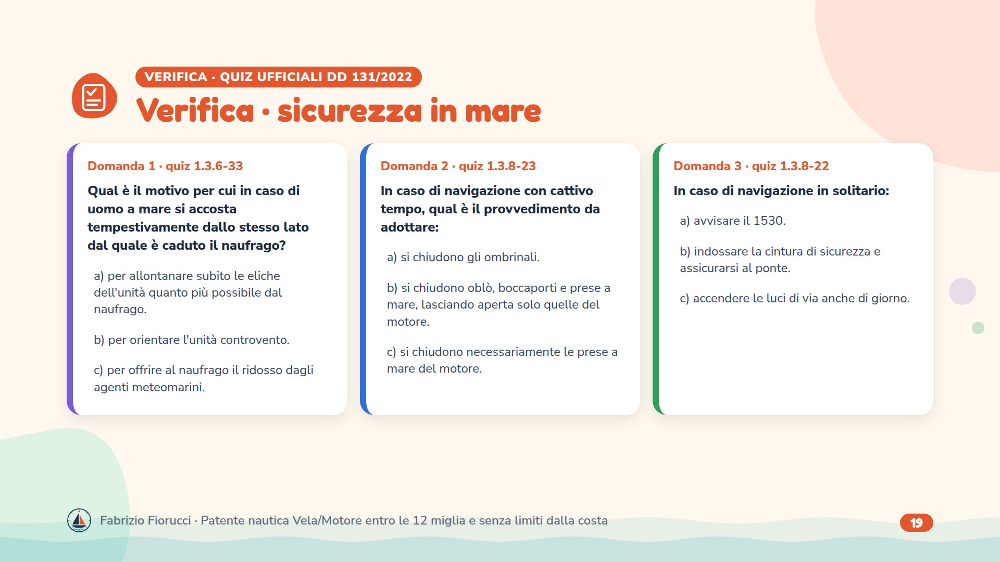 VERIFICA · QUIZ UFFICIALI DD 131/2022
Verifica · sicurezza in mare
Domanda 1 · quiz 1.3.6-33
Qual è il motivo per cui in caso di
uomo a mare si accosta
tempestivamente dallo stesso lato
dal quale è caduto il naufrago?
a) per allontanare subito le eliche
dell'unità quanto più possibile dal
naufrago.
b) per orientare l'unità controvento.
c) per offrire al naufrago il ridosso dagli
agenti meteomarini.
Domanda 2 · quiz 1.3.8-23
In caso di navigazione con cattivo
tempo, qual è il provvedimento da
adottare:
a) si chiudono gli ombrinali.
b) si chiudono oblò, boccaporti e prese a
mare, lasciando aperta solo quelle del
motore.
c) si chiudono necessariamente le prese a
mare del motore.
Domanda 3 · quiz 1.3.8-22
In caso di navigazione in solitario:
a) avvisare il 1530.
b) indossare la cintura di sicurezza e
assicurarsi al ponte.
c) accendere le luci di via anche di giorno.
Fabrizio Fiorucci · Patente nautica Vela/Motore entro le 12 miglia e senza limiti dalla costa
19